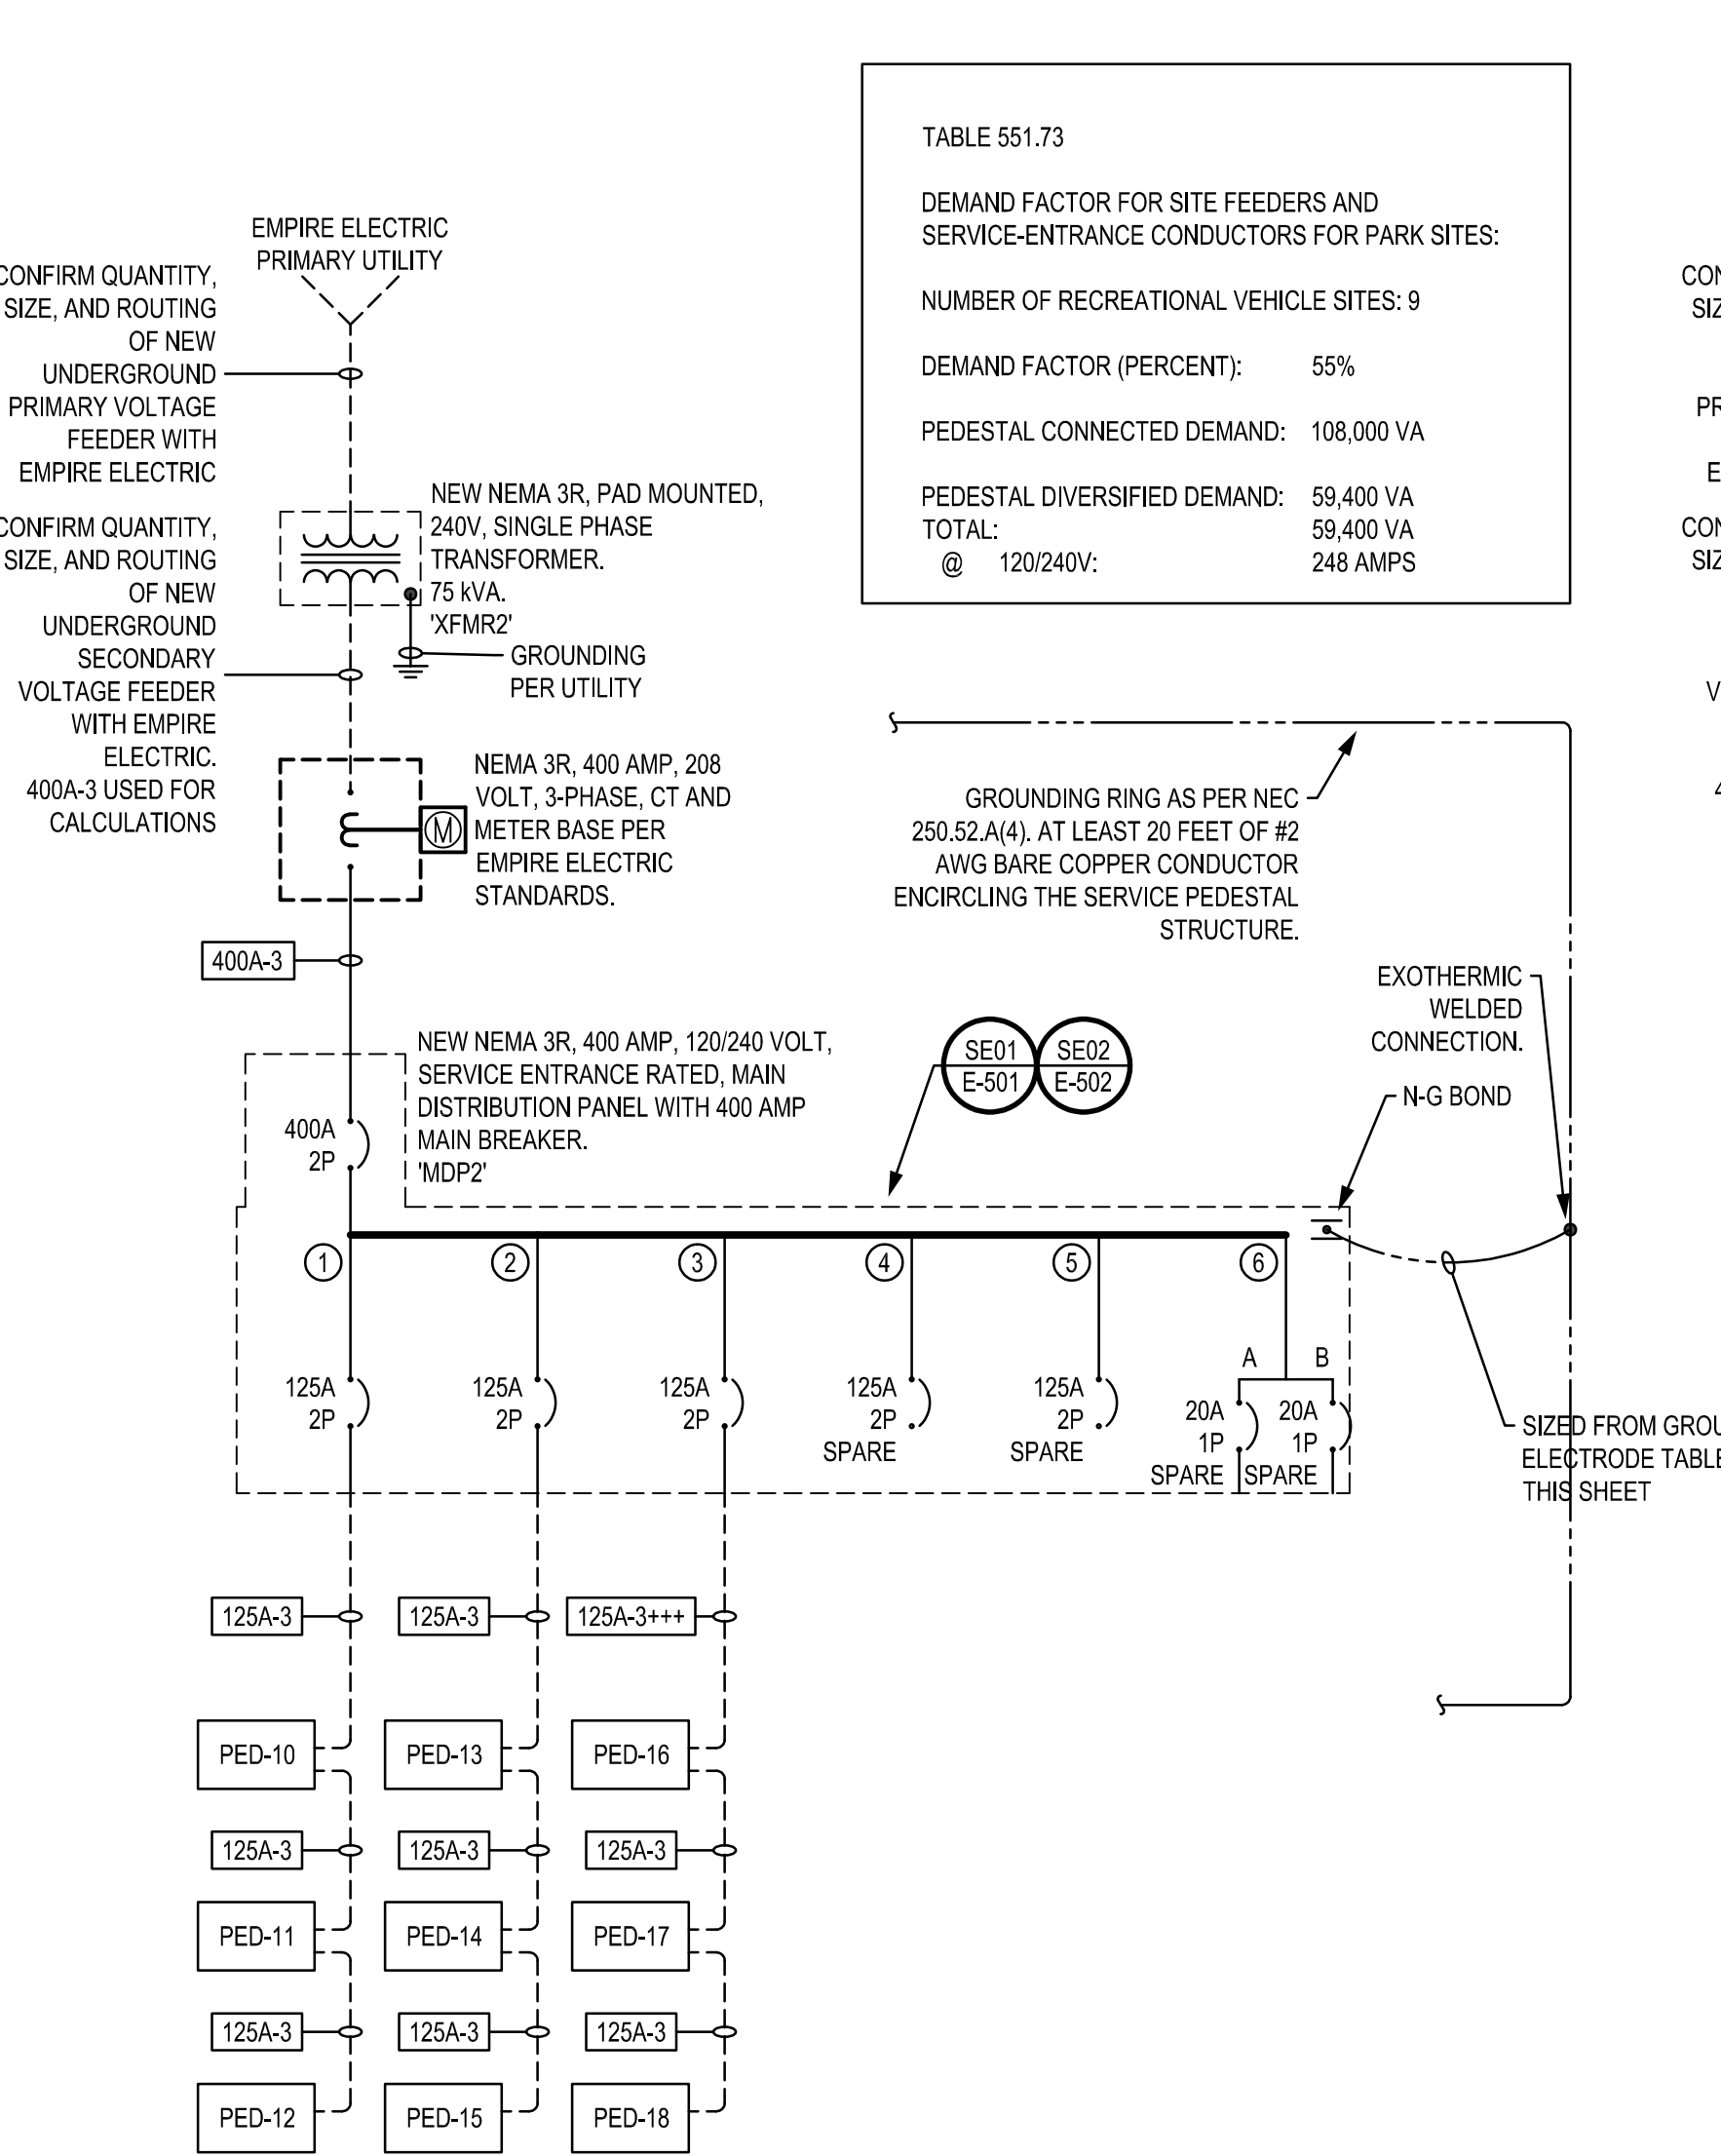 TABLE 551.73
DEMAND FACTOR FOR SITE FEEDERS AND
SERVICE-ENTRANCE CONDUCTORS FOR PARK SITES:
NUMBER OF RECREATIONAL VEHICLE SITES: 9
DEMAND FACTOR (PERCENT): 55%
PEDESTAL CONNECTED DEMAND: 108,000 VA
PEDESTAL DIVERSIFIED DEMAND: 59,400 VA
TOTAL: 59,400 VA
@ 120/240V: 248 AMPS
EMPIRE ELECTRIC
PRIMARY UTILITY
CONFIRM QUANTITY,
SIZE, AND ROUTING
OF NEW
UNDERGROUND
PRIMARY VOLTAGE
FEEDER WITH
EMPIRE ELECTRIC
CONFIRM QUANTITY,
SIZE, AND ROUTING
OF NEW
UNDERGROUND
SECONDARY
VOLTAGE FEEDER
WITH EMPIRE
ELECTRIC.
400A-3 USED FOR
CALCULATIONS
NEW NEMA 3R, PAD MOUNTED,
240V, SINGLE PHASE
TRANSFORMER.
75 kVA.
'XFMR2'
GROUNDING
PER UTILITY
NEMA 3R, 400 AMP, 208
VOLT, 3-PHASE, CT AND
METER BASE PER
EMPIRE ELECTRIC
STANDARDS.
M
400A-3
GROUNDING RING AS PER NEC
250.52.A(4). AT LEAST 20 FEET OF #2
AWG BARE COPPER CONDUCTOR
ENCIRCLING THE SERVICE PEDESTAL
STRUCTURE.
EXOTHERMIC
WELDED
CONNECTION.
N-G BOND
NEW NEMA 3R, 400 AMP, 120/240 VOLT,
SERVICE ENTRANCE RATED, MAIN
DISTRIBUTION PANEL WITH 400 AMP
MAIN BREAKER.
'MDP2'
SE01
E-501
SE02
E-502
400A
2P
1 2 3 4 5 6
125A
2P
125A
2P
125A
2P
125A
2P
SPARE
125A
2P
SPARE
A B
20A
1P
SPARE
20A
1P
SPARE
SIZED FROM
ELECTRODE
THIS SHEET
125A-3 125A-3 125A-3+++
PED-10 PED-13 PED-16
125A-3 125A-3 125A-3
PED-11 PED-14 PED-17
125A-3 125A-3 125A-3
PED-12 PED-15 PED-18